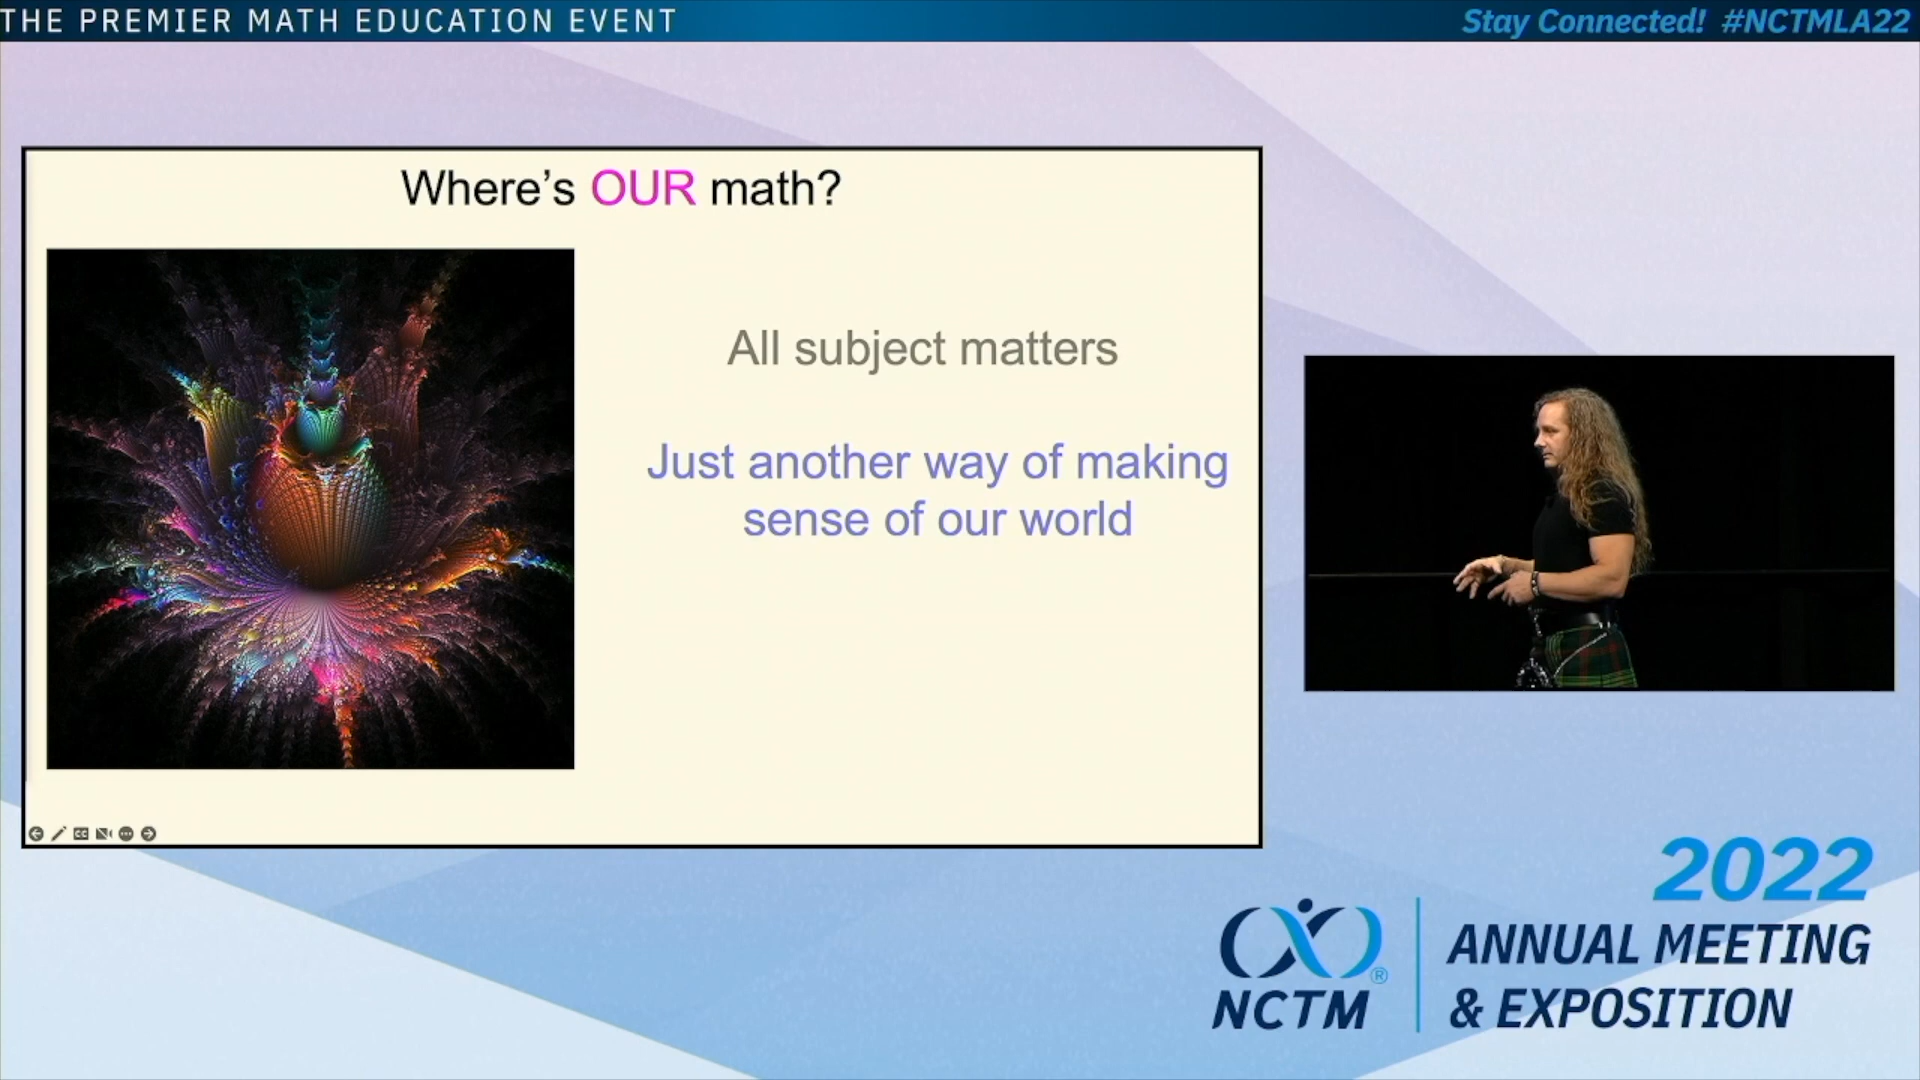 THE PREMIER MATH EDUCATION EVENT
Stay Connected! #NCTMLA22
Where's OUR math?
All subject matters
Just another way of making
sense of our world
2022
NCTM®
ANNUAL MEETING
& EXPOSITION